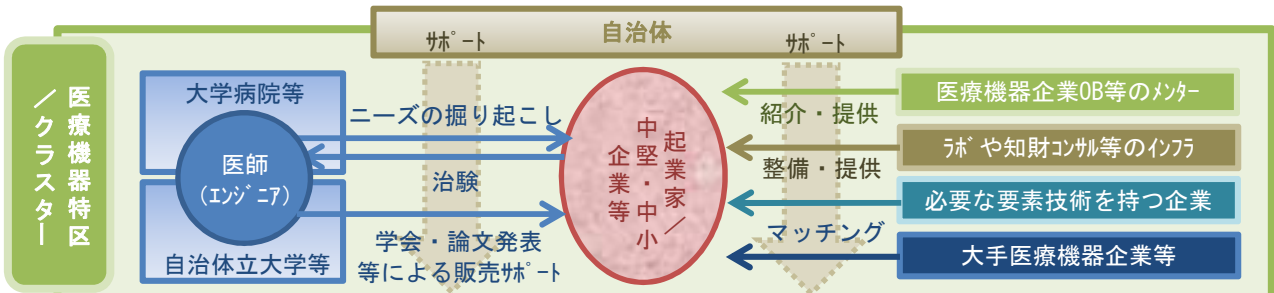 自治体
ｻﾎﾟｰﾄ
ｻﾎﾟｰﾄ
医療機器特区
／クラスター
大学病院等
医師
(ｴﾝｼﾞﾆｱ)
自治体立大学等
ニーズの掘り起こし
治験
学会・論文発表
等による販売ｻﾎﾟｰﾄ
起業家／
中堅・中小
企業等
紹介・提供
整備・提供
マッチング
医療機器企業OB等のﾒﾝﾀｰ
ﾗﾎﾞや知財ｺﾝｻﾙ等のｲﾝﾌﾗ
必要な要素技術を持つ企業
大手医療機器企業等